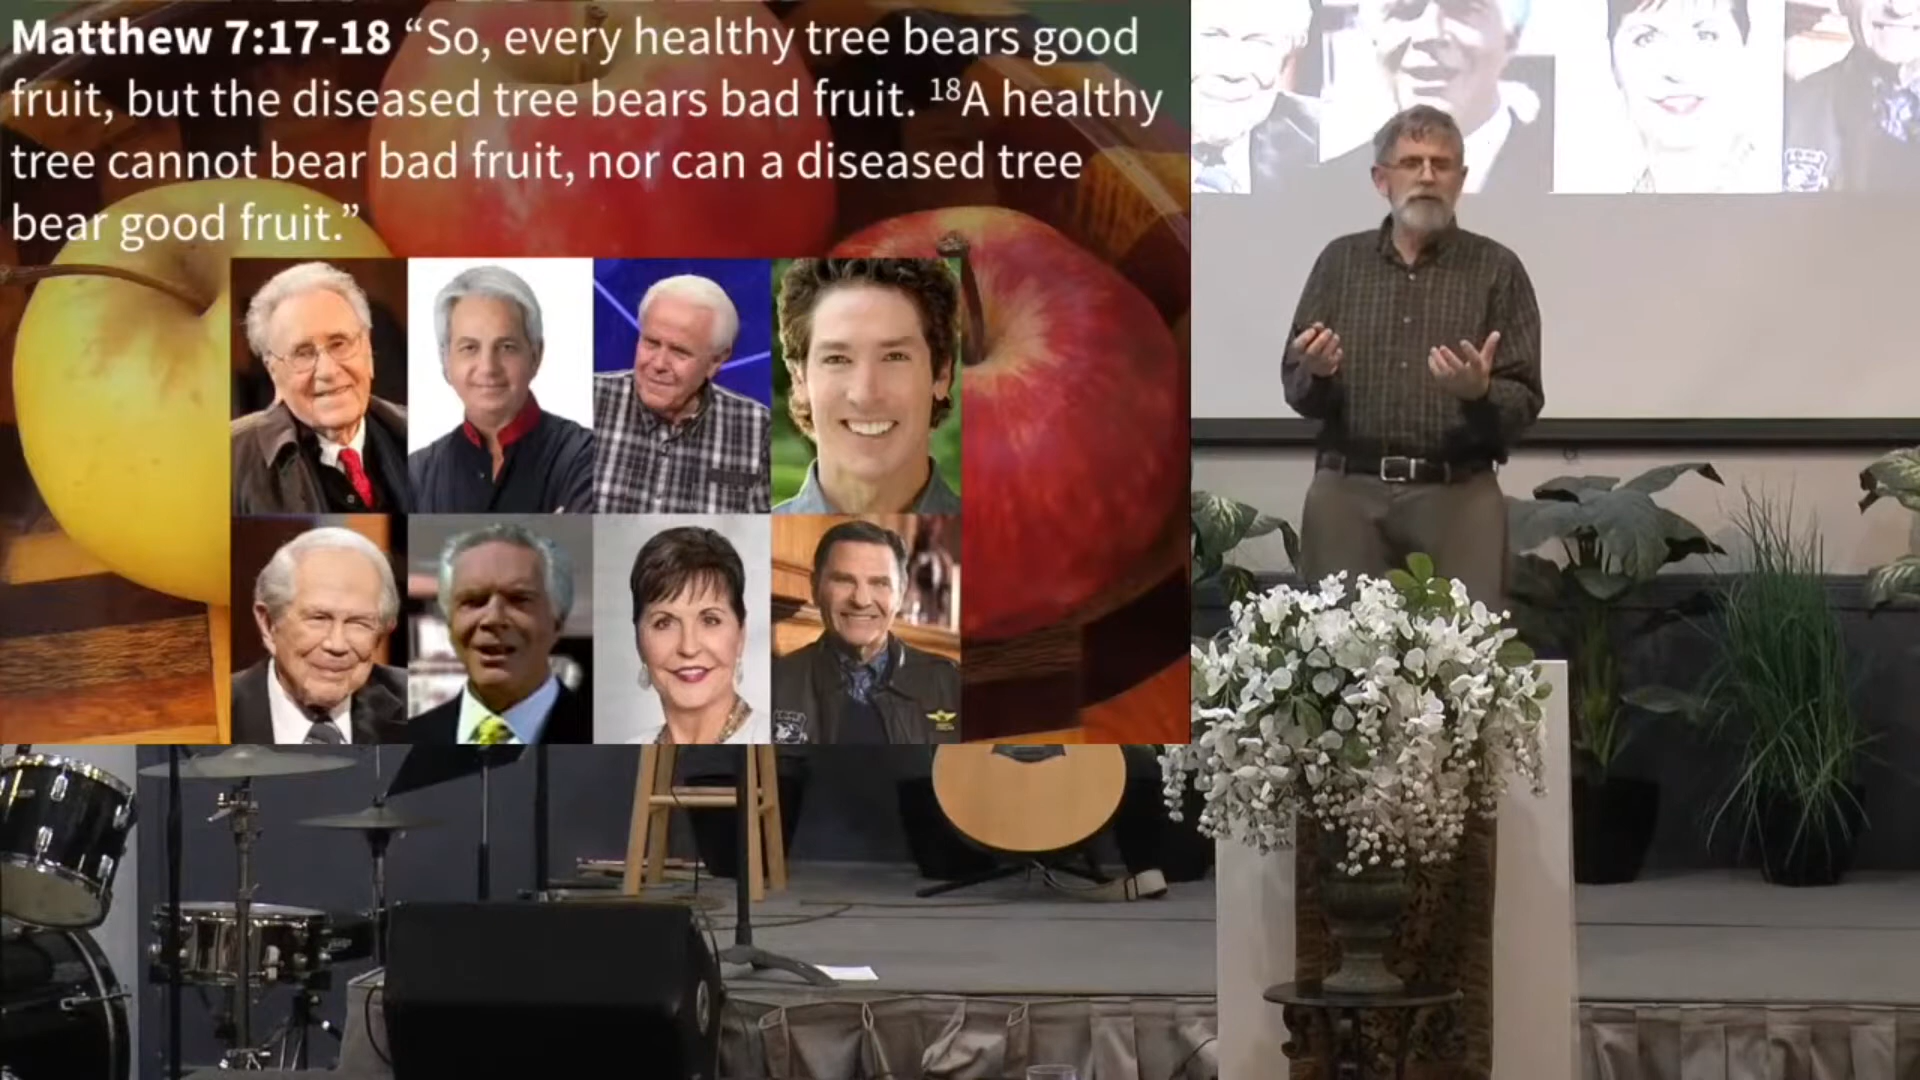 Matthew 7:17-18 “So, every healthy tree bears good
fruit, but the diseased tree bears bad fruit. ¹⁸A healthy
tree cannot bear bad fruit, nor can a diseased tree
bear good fruit.”